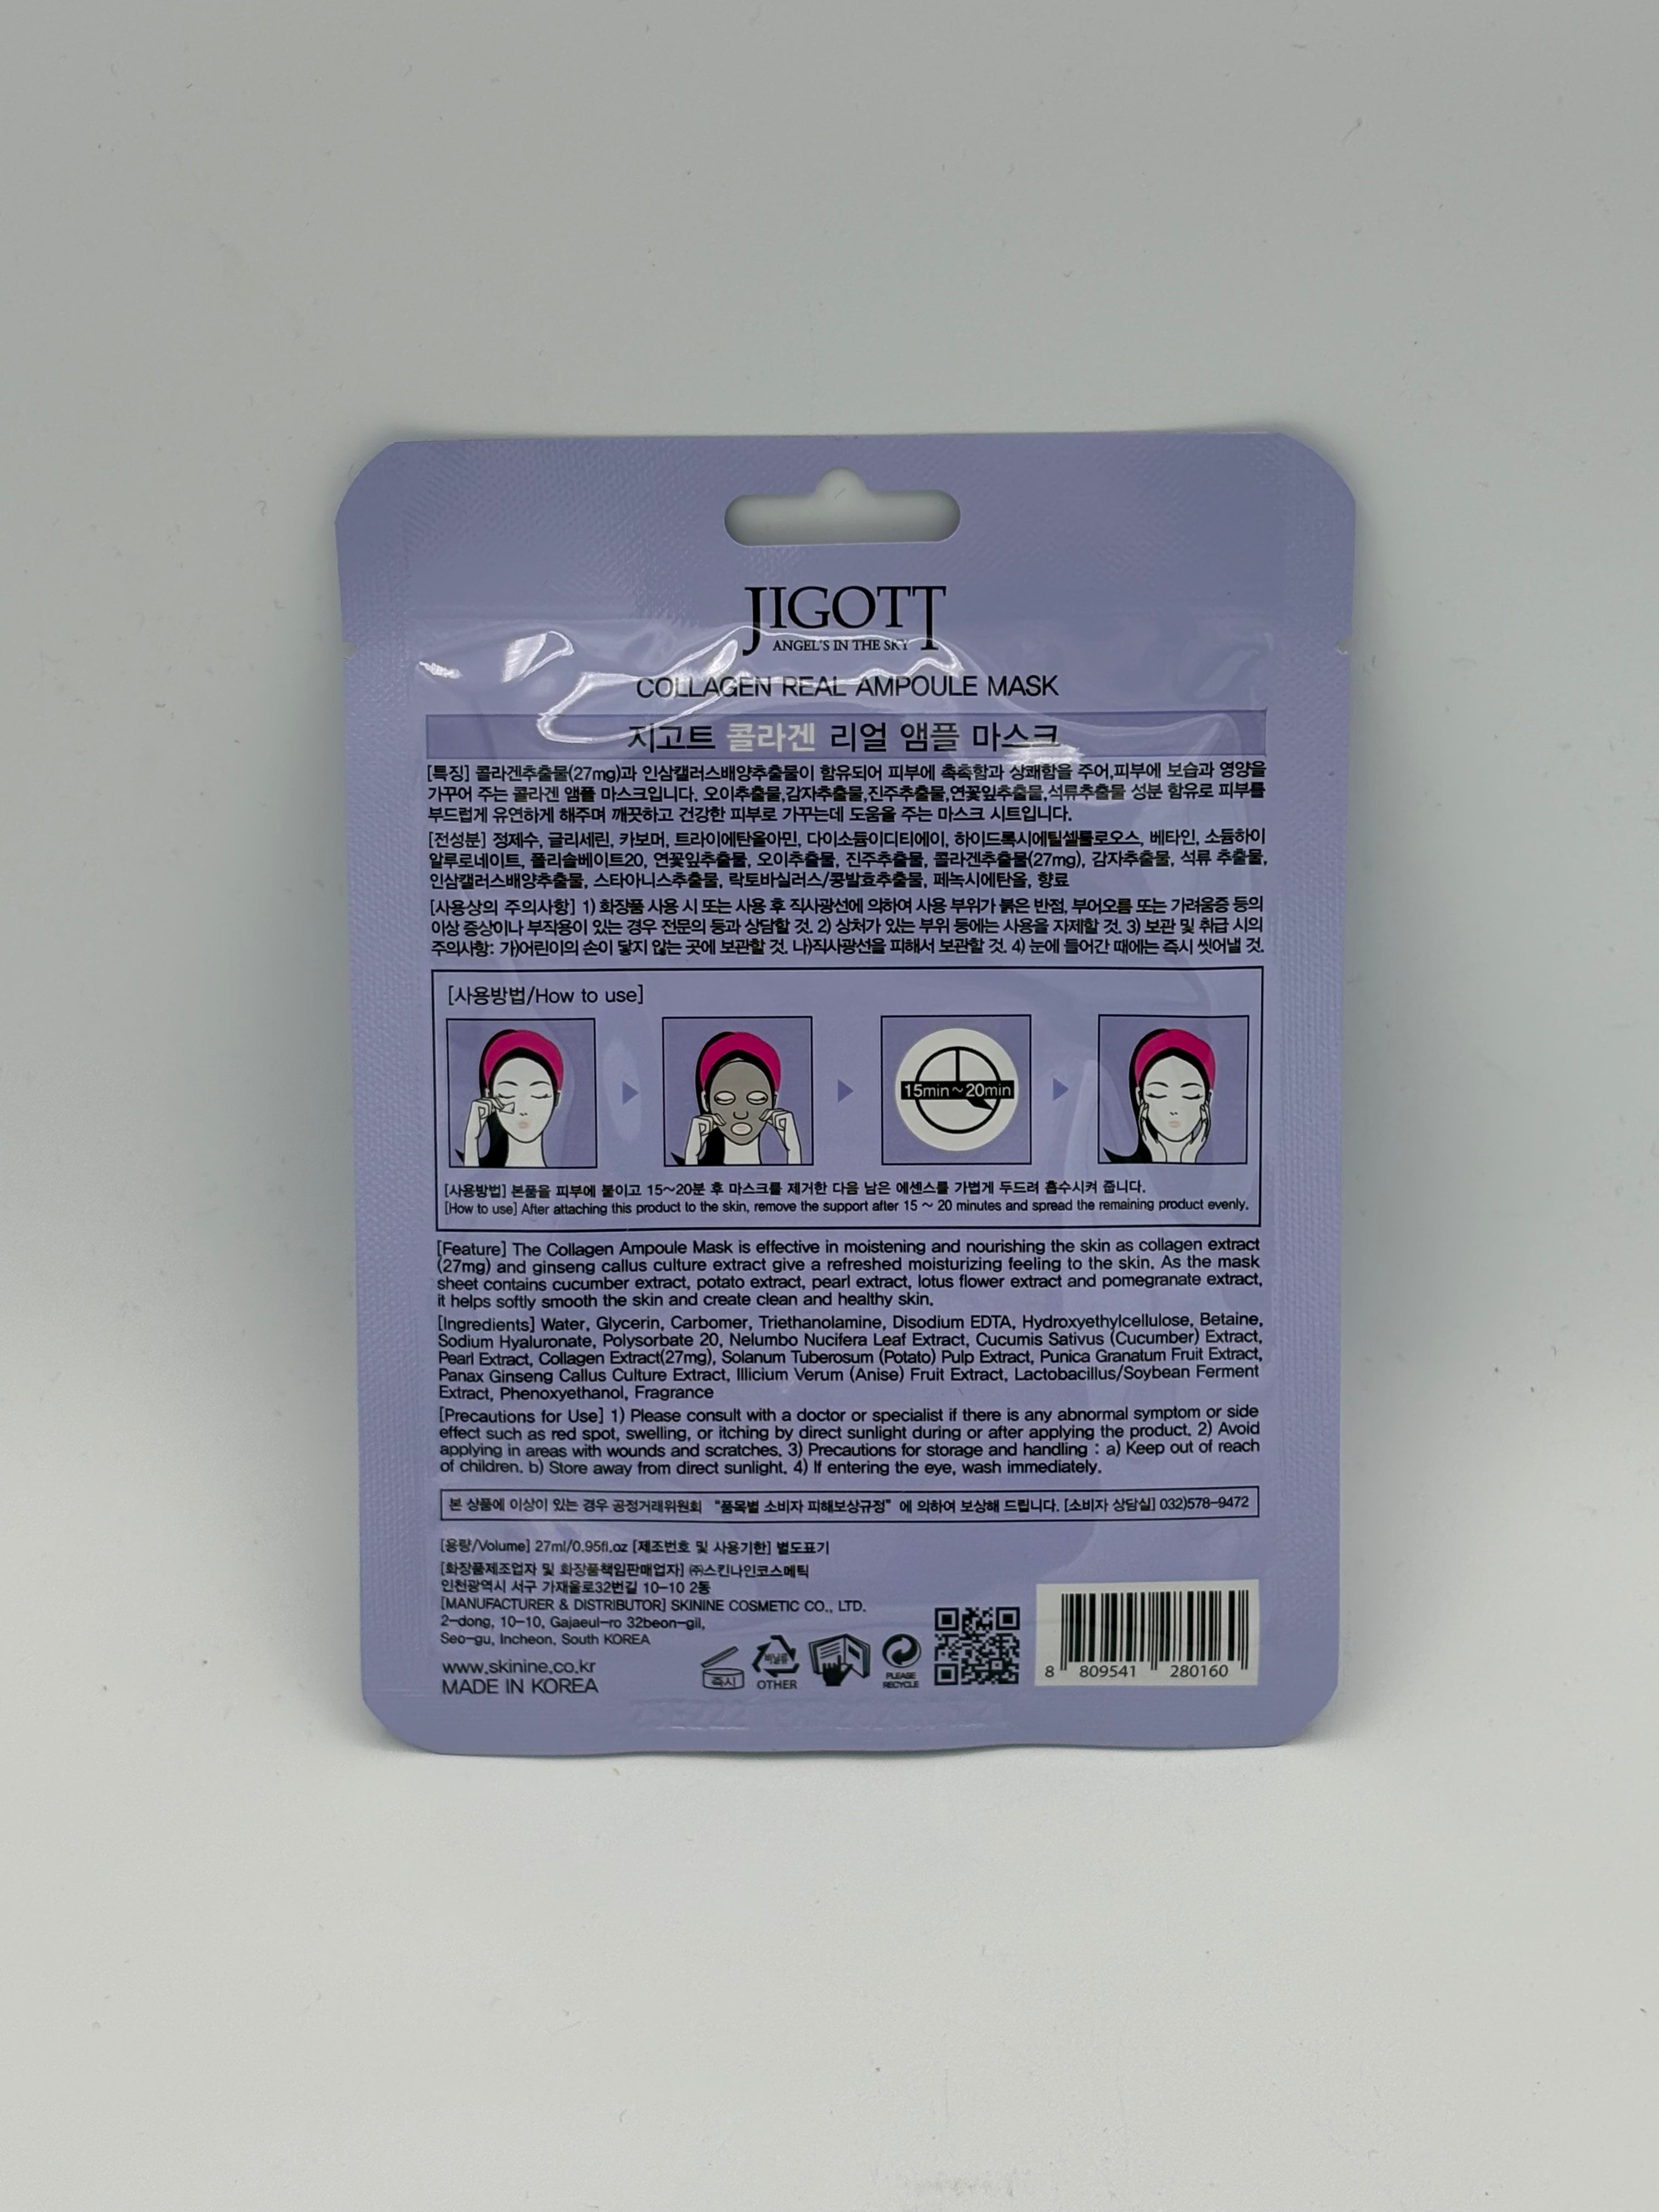 JIGOTT
ANGEL'S IN THE SKY
COLLAGEN REAL AMPOULE MASK
지고트 콜라겐 리얼 앰플 마스크
[특징] 콜라겐추출물(27mg)과 인삼캘러스배양추출물이 함유되어 피부에 촉촉함과 상쾌함을 주어,피부에 보습과 영양을
가꾸어 주는 콜라겐 앰플 마스크입니다. 오이추출물,감자추출물,진주추출물,연꽃잎추출물,석류추출물 성분 함유로 피부를
부드럽게 유연하게 해주며 깨끗하고 건강한 피부로 가꾸는데 도움을 주는 마스크 시트입니다.
[전성분] 정제수, 글리세린, 카보머, 트라이에탄올아민, 다이소듐이디티에이, 하이드록시에틸셀룰로오스, 베타인, 소듐하이
알루로네이트, 폴리솔베이트20, 연꽃잎추출물, 오이추출물, 진주추출물, 콜라겐추출물(27mg), 감자추출물, 석류 추출물,
인삼캘러스배양추출물, 스타아니스추출물, 락토바실러스/콩발효추출물, 페녹시에탄올, 향료
[사용상의 주의사항] 1) 화장품 사용 시 또는 사용 후 직사광선에 의하여 사용 부위가 붉은 반점, 부어오름 또는 가려움증 등의
이상 증상이나 부작용이 있는 경우 전문의 등과 상담할 것. 2) 상처가 있는 부위 등에는 사용을 자제할 것. 3) 보관 및 취급 시의
주의사항: 가)어린이의 손이 닿지 않는 곳에 보관할 것. 나)직사광선을 피해서 보관할 것. 4) 눈에 들어간 때에는 즉시 씻어낼 것.
[사용방법/How to use]
15min~20min
[사용방법] 본품을 피부에 붙이고 15~20분 후 마스크를 제거한 다음 남은 에센스를 가볍게 두드려 흡수시켜 줍니다.
[How to use] After attaching this product to the skin, remove the support after 15 ~ 20 minutes and spread the remaining product evenly.
[Feature] The Collagen Ampoule Mask is effective in moistening and nourishing the skin as collagen extract
(27mg) and ginseng callus culture extract give a refreshed moisturizing feeling to the skin. As the mask
sheet contains cucumber extract, potato extract, pearl extract, lotus flower extract and pomegranate extract,
it helps softly smooth the skin and create clean and healthy skin.
[Ingredients] Water, Glycerin, Carbomer, Triethanolamine, Disodium EDTA, Hydroxyethylcellulose, Betaine,
Sodium Hyaluronate, Polysorbate 20, Nelumbo Nucifera Leaf Extract, Cucumis Sativus (Cucumber) Extract,
Pearl Extract, Collagen Extract(27mg), Solanum Tuberosum (Potato) Pulp Extract, Punica Granatum Fruit Extract,
Panax Ginseng Callus Culture Extract, Illicium Verum (Anise) Fruit Extract, Lactobacillus/Soybean Ferment
Extract, Phenoxyethanol, Fragrance
[Precautions for Use] 1) Please consult with a doctor or specialist if there is any abnormal symptom or side
effect such as red spot, swelling, or itching by direct sunlight during or after applying the product. 2) Avoid
applying in areas with wounds and scratches. 3) Precautions for storage and handling : a) Keep out of reach
of children. b) Store away from direct sunlight. 4) If entering the eye, wash immediately.
본 상품에 이상이 있는 경우 공정거래위원회 "품목별 소비자 피해보상규정" 에 의하여 보상해 드립니다. [소비자 상담실] 032)578-9472
[용량/Volume] 27ml/0.95fl.oz [제조번호 및 사용기한] 별도표기
[화장품제조업자 및 화장품책임판매업자] ㈜스킨나인코스메틱
인천광역시 서구 가재울로32번길 10-10 2동
[MANUFACTURER & DISTRIBUTOR] SKININE COSMETIC CO., LTD.
2-dong, 10-10, Gajaeul-ro 32beon-gil,
Seo-gu, Incheon, South KOREA
www.skinine.co.kr
MADE IN KOREA
즉시
비닐류
OTHER
PLEASE
RECYCLE
8 809541 280160